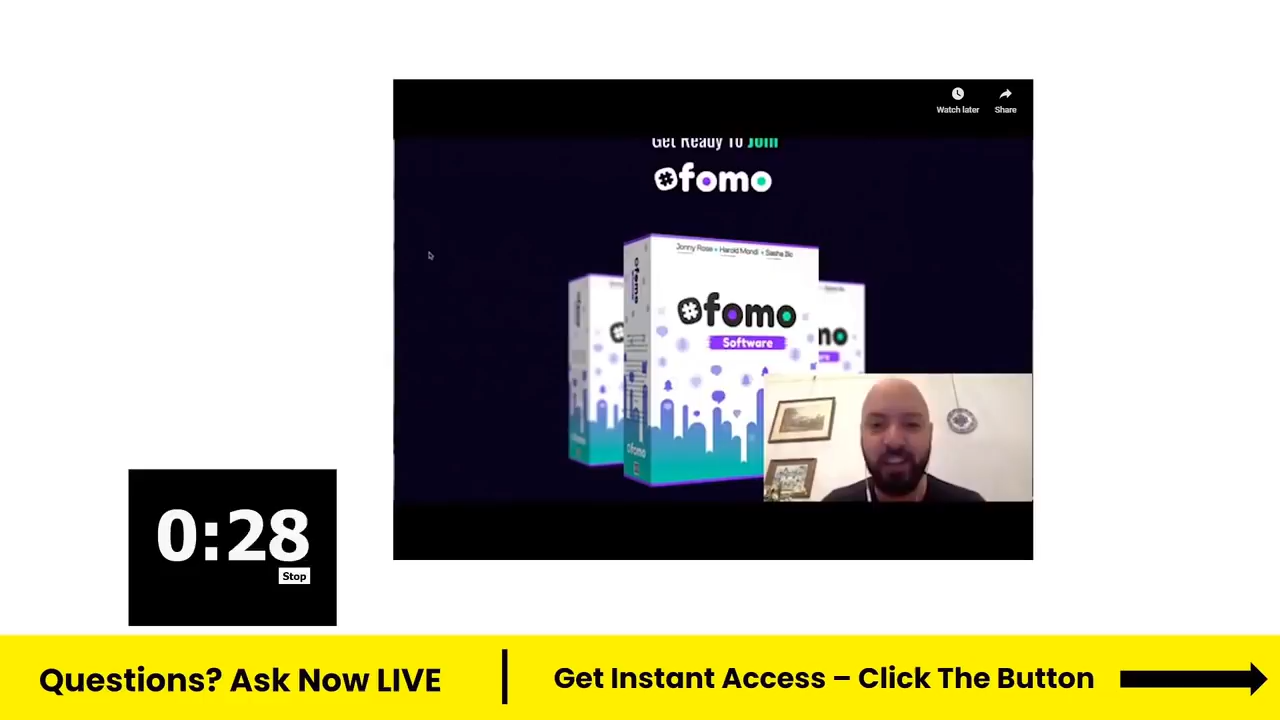 Watch later
Share
Get Ready To Join
#fomo
Jonny Rose + Harold Mondi + Sasha Ilic
#fomo
Software
0:28
Stop
Questions? Ask Now LIVE
Get Instant Access – Click The Button